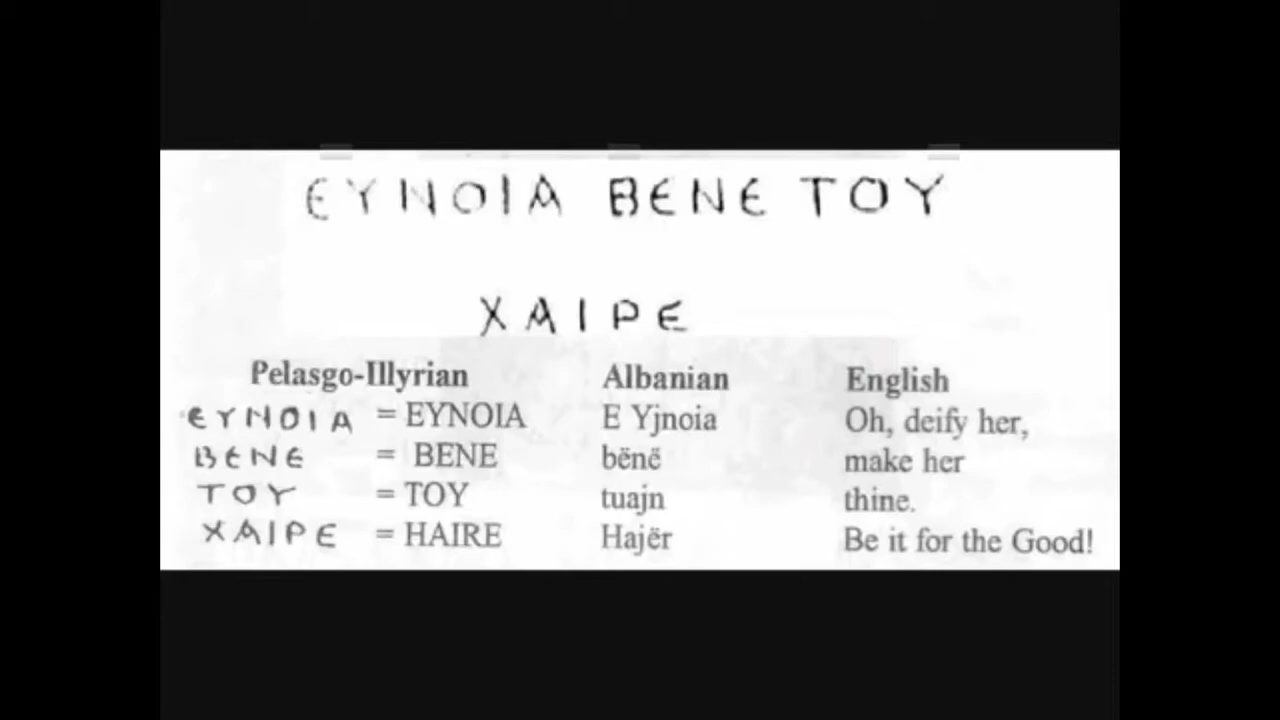 ΕΥΝΟΙΑ ΒΕΝΕ ΤΟΥ
ΧΑΙΡΕ
Pelasgo-Illyrian Albanian English
ΕΥΝΟΙΑ = EYNOIA E Yjnoia Oh, deify her,
ΒΕΝΕ = BENE bënë make her
ΤΟΥ = TOY tuajn thine.
ΧΑΙΡΕ = HAIRE Hajër Be it for the Good!